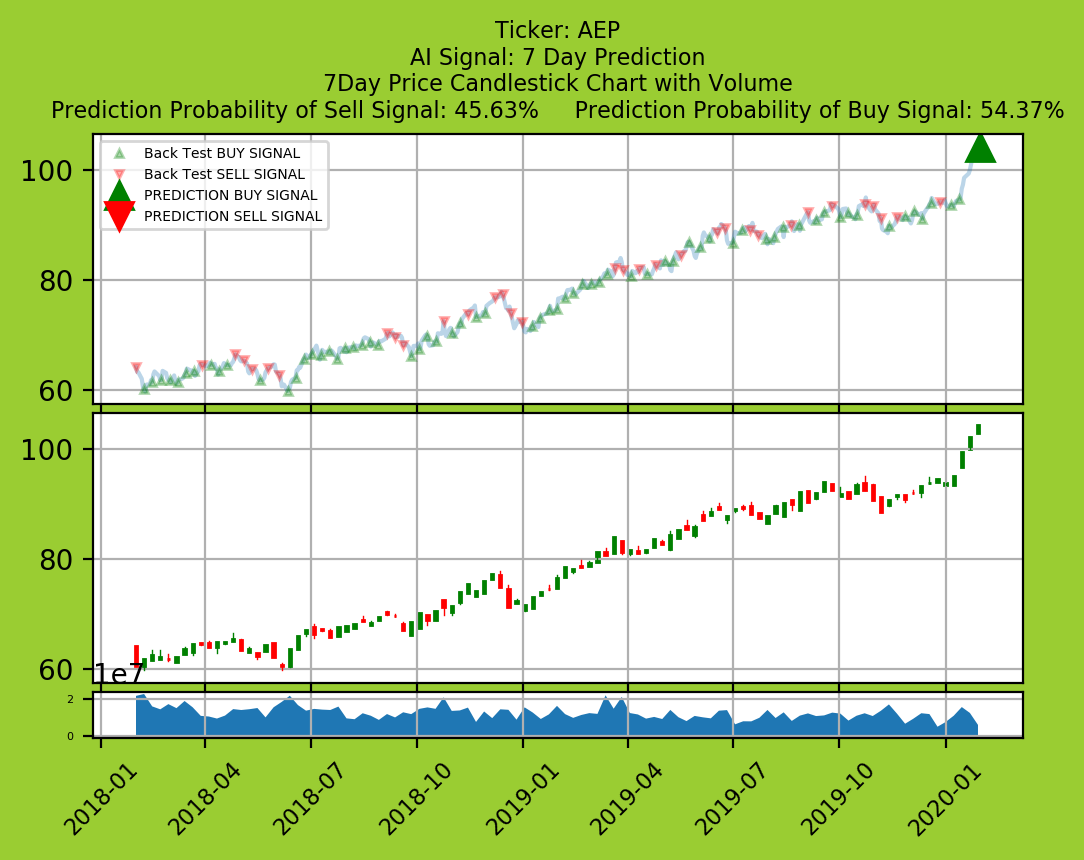 Ticker: AEP
AI Signal: 7 Day Prediction
7Day Price Candlestick Chart with Volume
Prediction Probability of Sell Signal: 45.63%     Prediction Probability of Buy Signal: 54.37%
Back Test BUY SIGNAL
Back Test SELL SIGNAL
PREDICTION BUY SIGNAL
PREDICTION SELL SIGNAL
100
80
60
100
80
60
1e7
2
0
2018-01 2018-04 2018-07 2018-10 2019-01 2019-04 2019-07 2019-10 2020-01